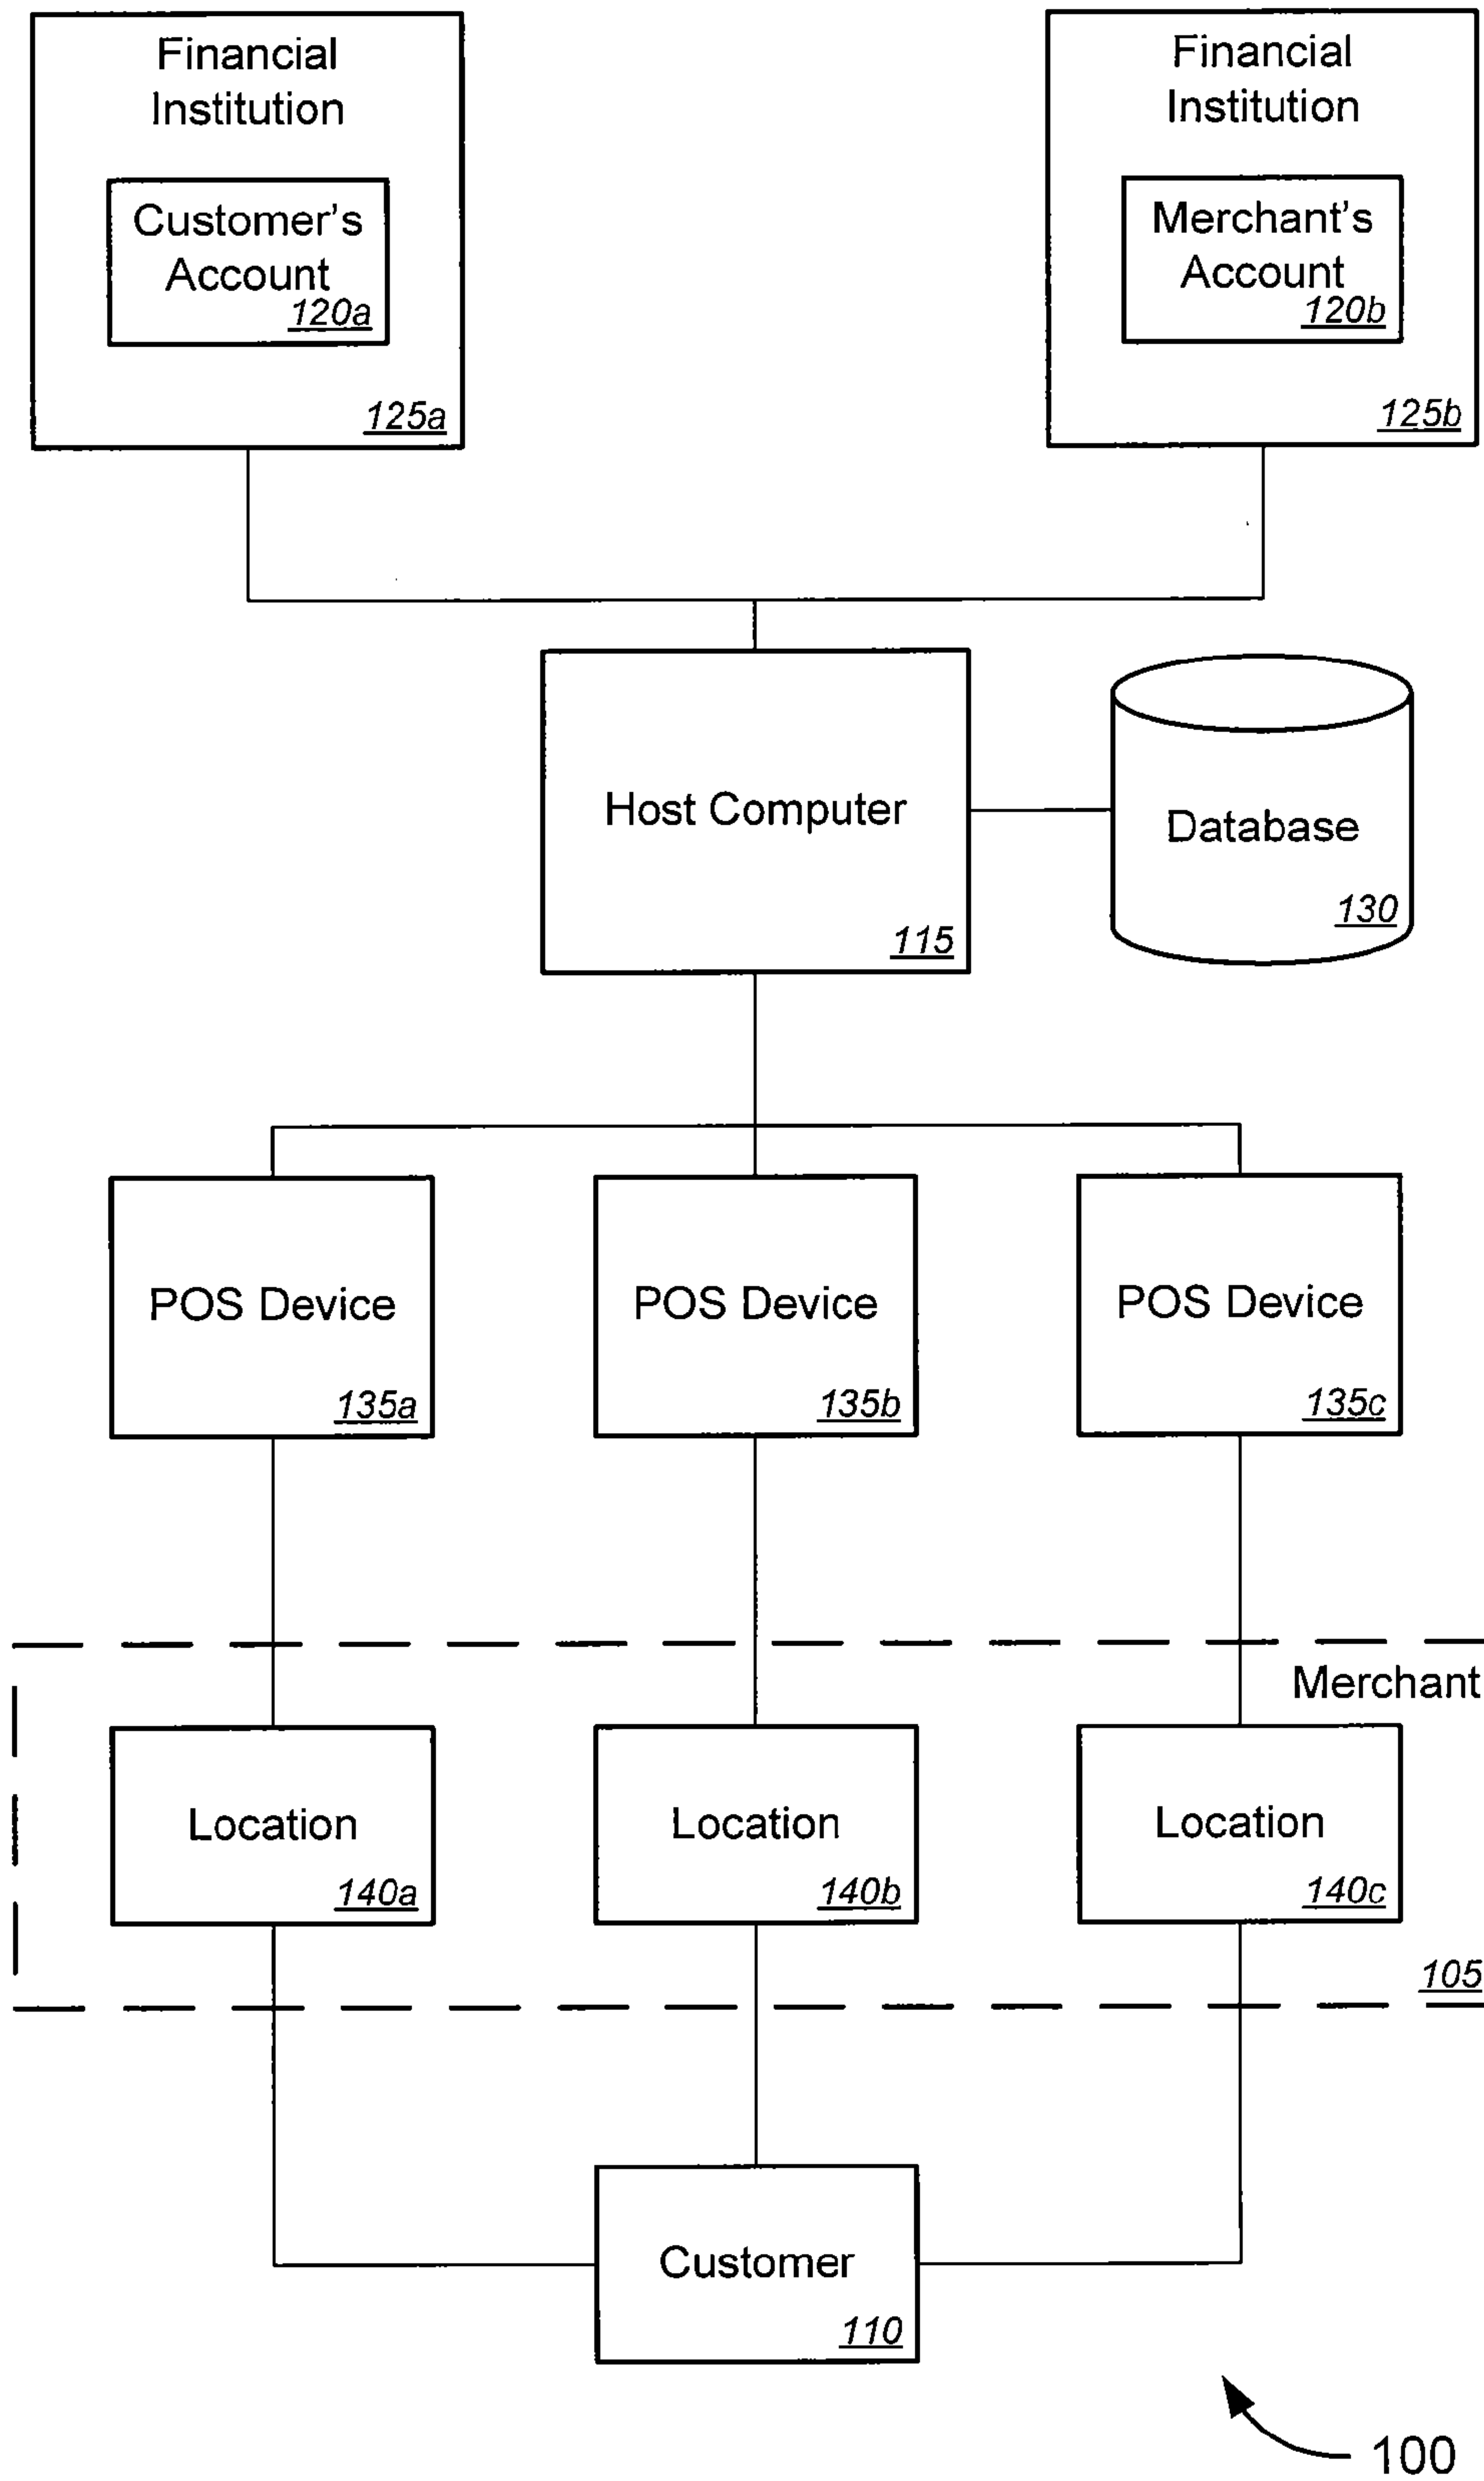 Financial
Institution
Customer's
Account
120a
125a
Financial
Institution
Merchant's
Account
120b
125b
Host Computer
115
Database
130
POS Device
135a
POS Device
135b
POS Device
135c
Merchant
Location
140a
Location
140b
Location
140c
105
Customer
110
100